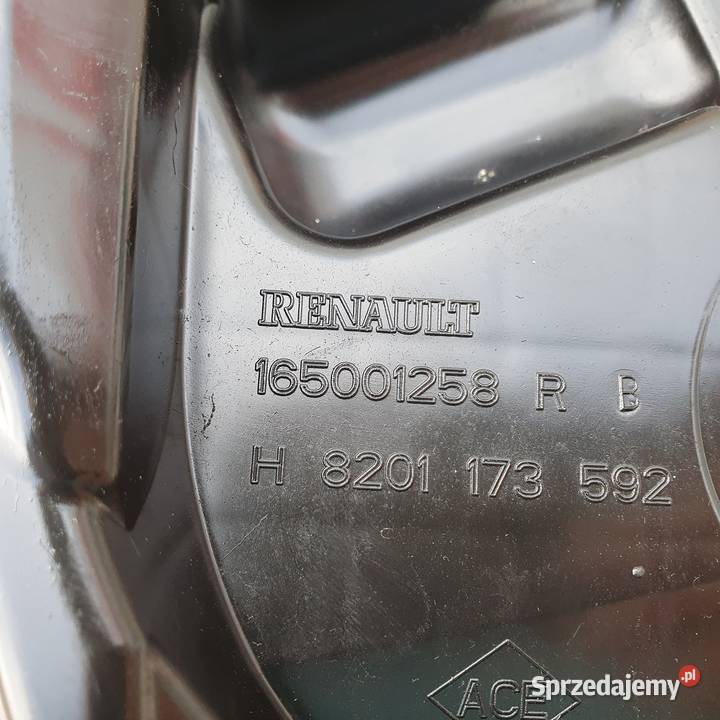 RENAULT
165001258 R B
H 8201 173 592
ACE
Sprzedajemy.pl